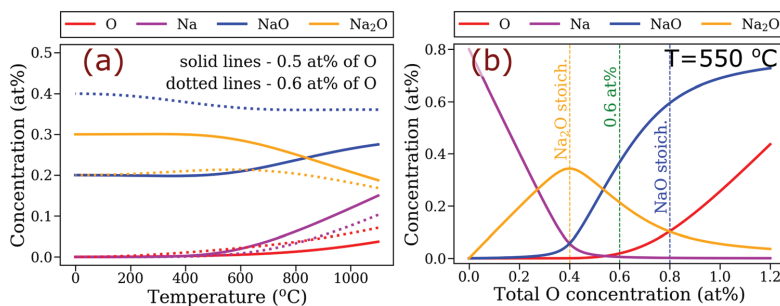 O Na NaO Na₂O
(a)
solid lines - 0.5 at% of O
dotted lines - 0.6 at% of O
Concentration (at%)
0.5
0.4
0.3
0.2
0.1
0.0
0 200 400 600 800 1000
Temperature (°C)
O Na NaO Na₂O
(b)
T=550 °C
Na₂O stoich.
0.6 at%
NaO stoich.
Concentration (at%)
0.8
0.6
0.4
0.2
0.0
0.0 0.2 0.4 0.6 0.8 1.0 1.2
Total O concentration (at%)